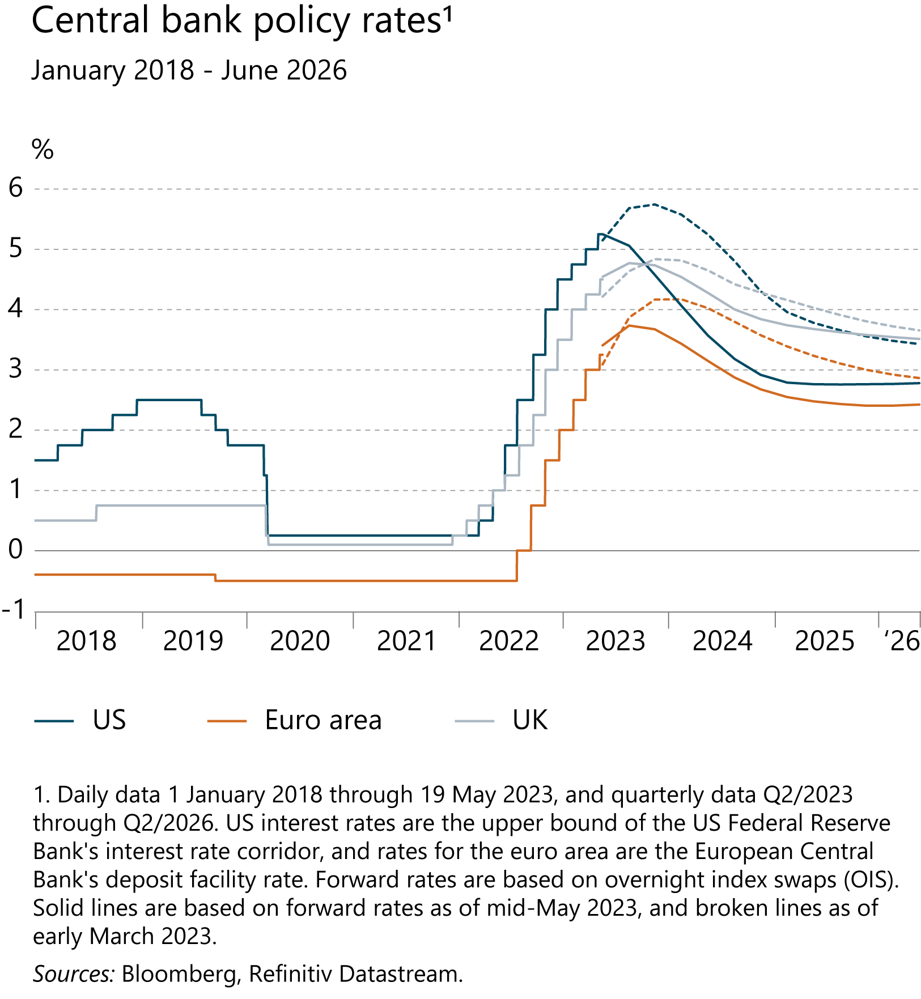 Central bank policy rates¹
January 2018 - June 2026
%
6
5
4
3
2
1
0
-1
2018 2019 2020 2021 2022 2023 2024 2025 ‘26
US Euro area UK
1. Daily data 1 January 2018 through 19 May 2023, and quarterly data Q2/2023
through Q2/2026. US interest rates are the upper bound of the US Federal Reserve
Bank's interest rate corridor, and rates for the euro area are the European Central
Bank's deposit facility rate. Forward rates are based on overnight index swaps (OIS).
Solid lines are based on forward rates as of mid-May 2023, and broken lines as of
early March 2023.
Sources: Bloomberg, Refinitiv Datastream.